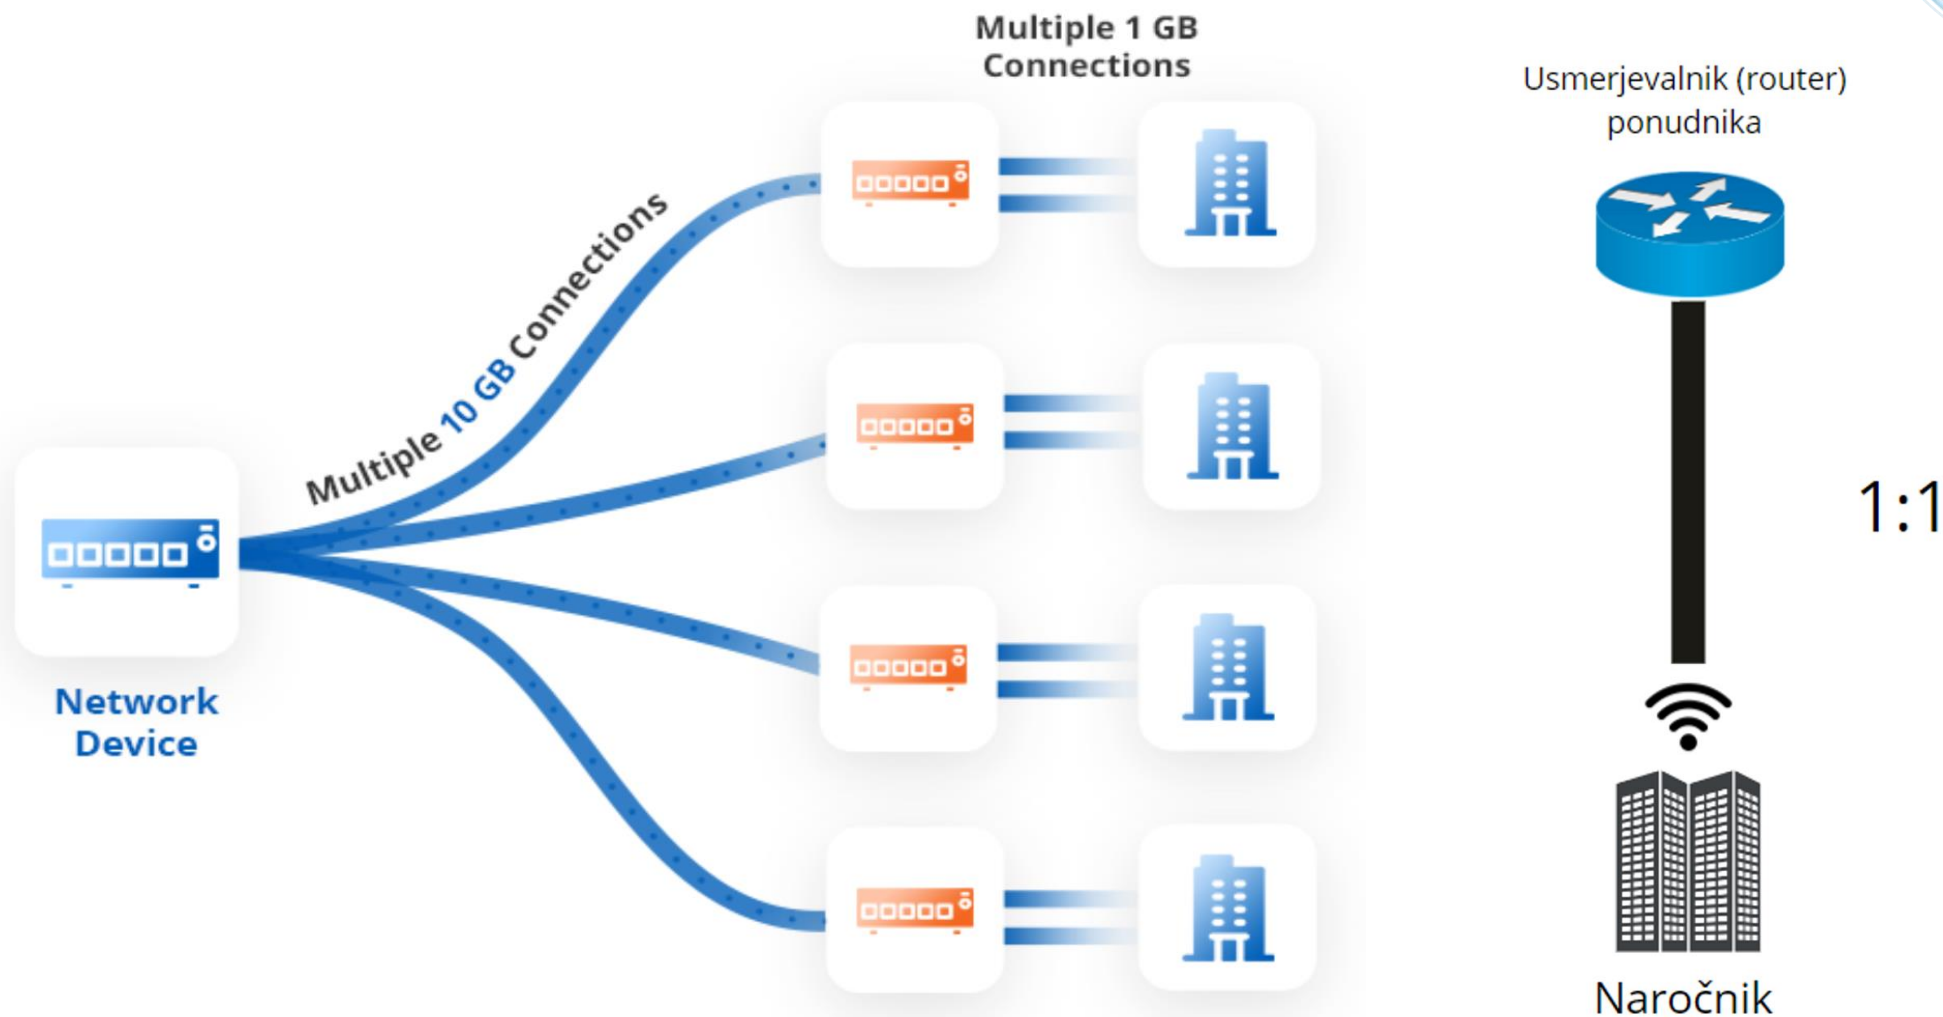 Multiple 1 GB
Connections
Multiple 10 GB Connections
Network
Device
Usmerjevalnik (router)
ponudnika
1:1
Naročnik